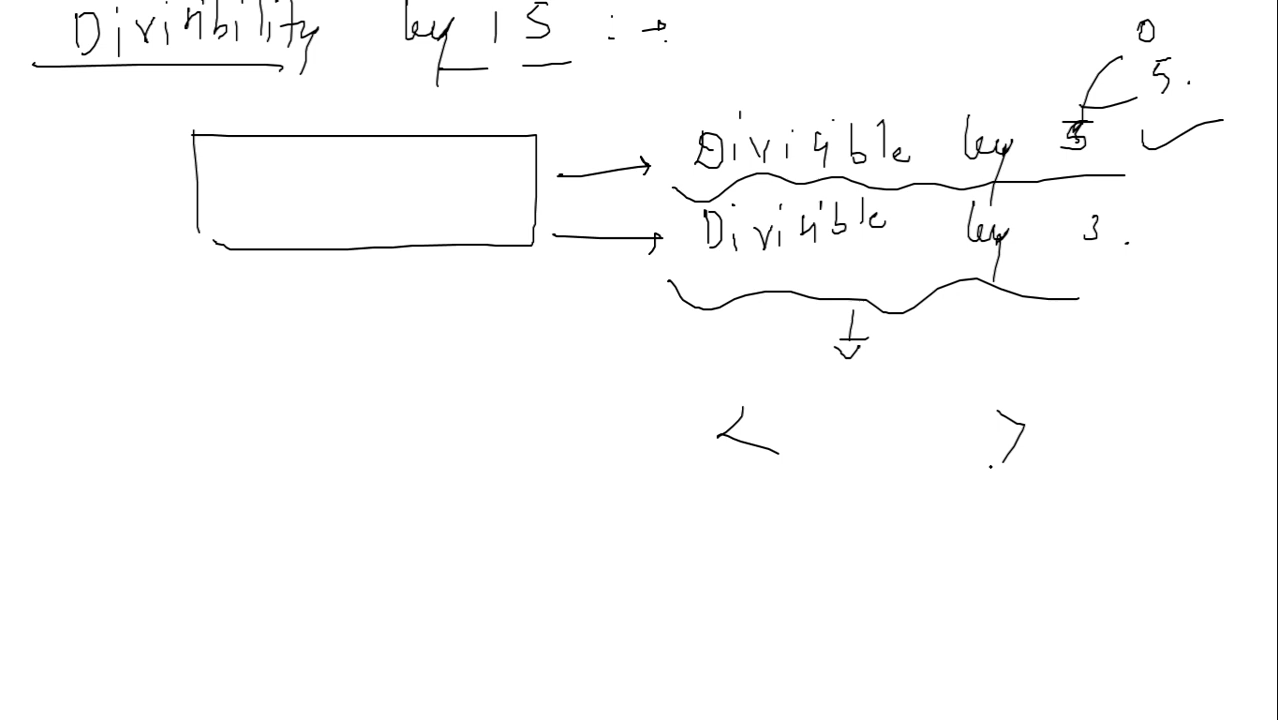 Divisibility by 15 : →
0
5.
Divisible by 5
Divisible by 3.
< >